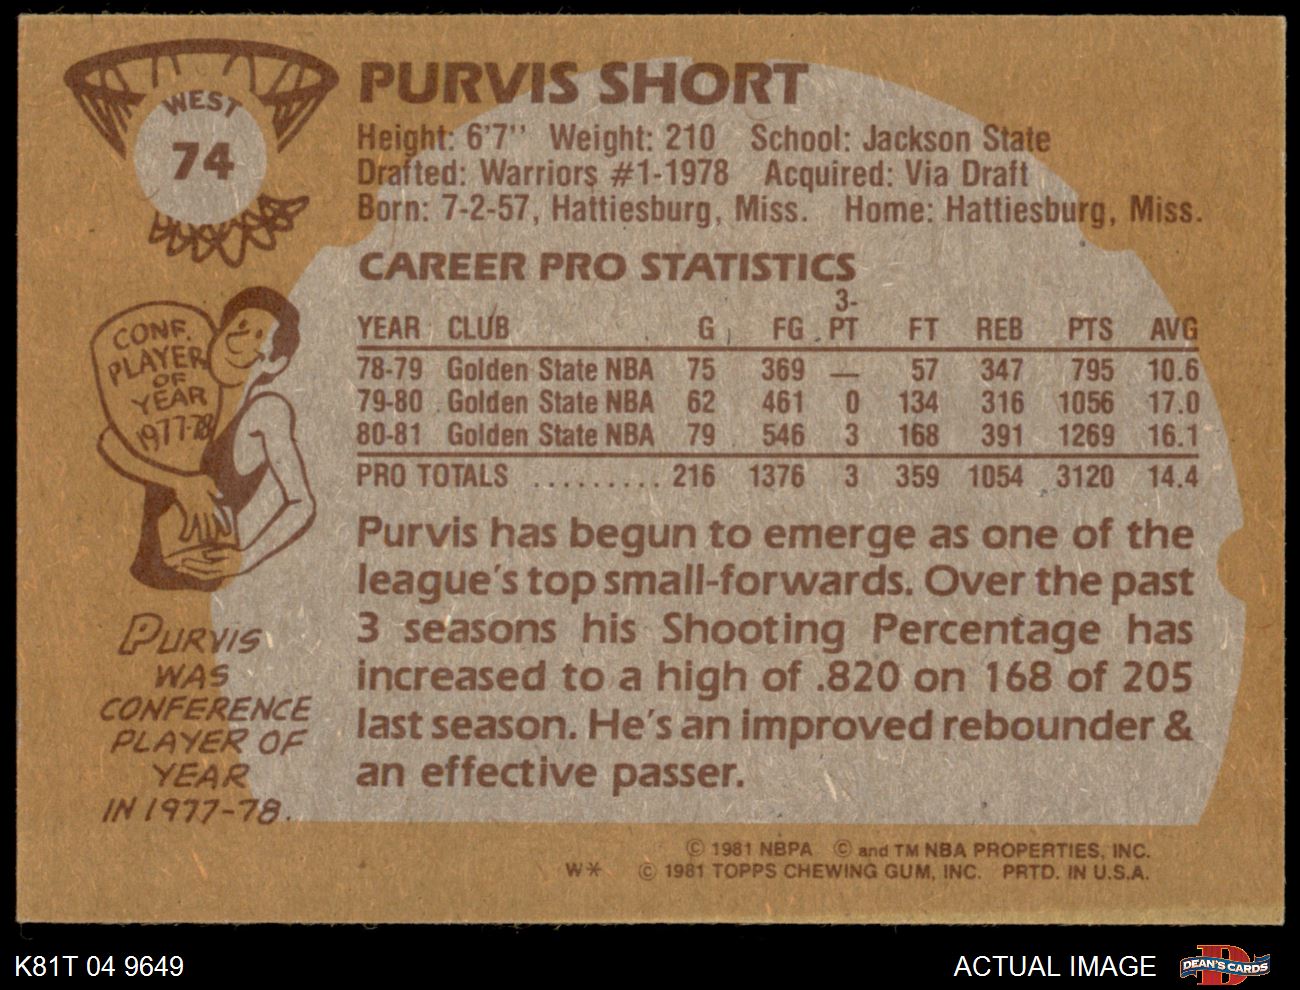 WEST
74
PURVIS SHORT
Height: 6'7'' Weight: 210 School: Jackson State
Drafted: Warriors #1-1978 Acquired: Via Draft
Born: 7-2-57, Hattiesburg, Miss. Home: Hattiesburg, Miss.
CAREER PRO STATISTICS
YEAR CLUB G FG 3-PT FT REB PTS AVG
78-79 Golden State NBA 75 369 — 57 347 795 10.6
79-80 Golden State NBA 62 461 0 134 316 1056 17.0
80-81 Golden State NBA 79 546 3 168 391 1269 16.1
PRO TOTALS ......... 216 1376 3 359 1054 3120 14.4
Purvis has begun to emerge as one of the
league's top small-forwards. Over the past
3 seasons his Shooting Percentage has
increased to a high of .820 on 168 of 205
last season. He's an improved rebounder &
an effective passer.
CONF.
PLAYER
OF
YEAR
1977-78
PURVIS
WAS
CONFERENCE
PLAYER OF
YEAR
IN 1977-78.
© 1981 NBPA © and TM NBA PROPERTIES, INC.
W* © 1981 TOPPS CHEWING GUM, INC. PRTD. IN U.S.A.
K81T 04 9649
ACTUAL IMAGE
DEAN'S CARDS